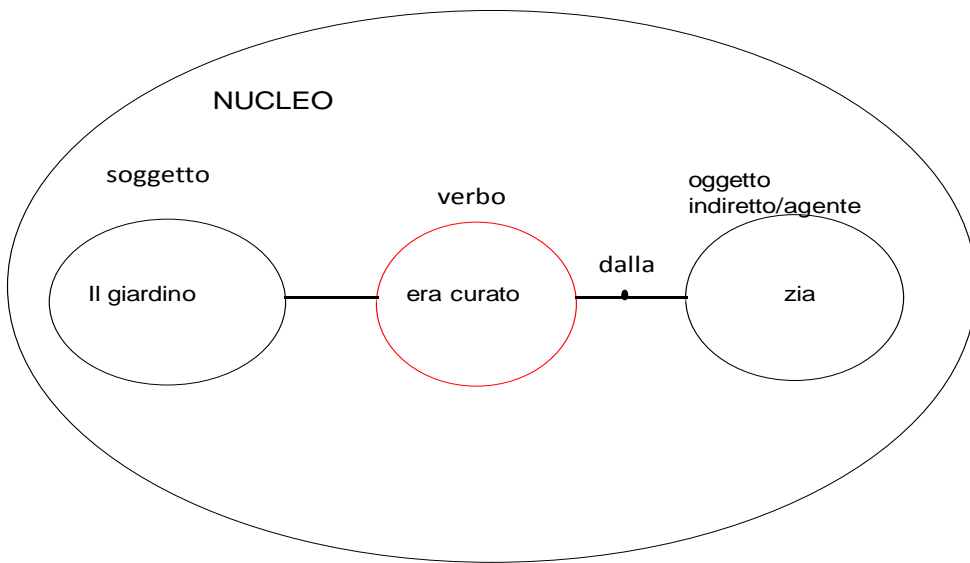 NUCLEO
soggetto
verbo
oggetto
indiretto/agente
Il giardino
era curato
dalla
zia